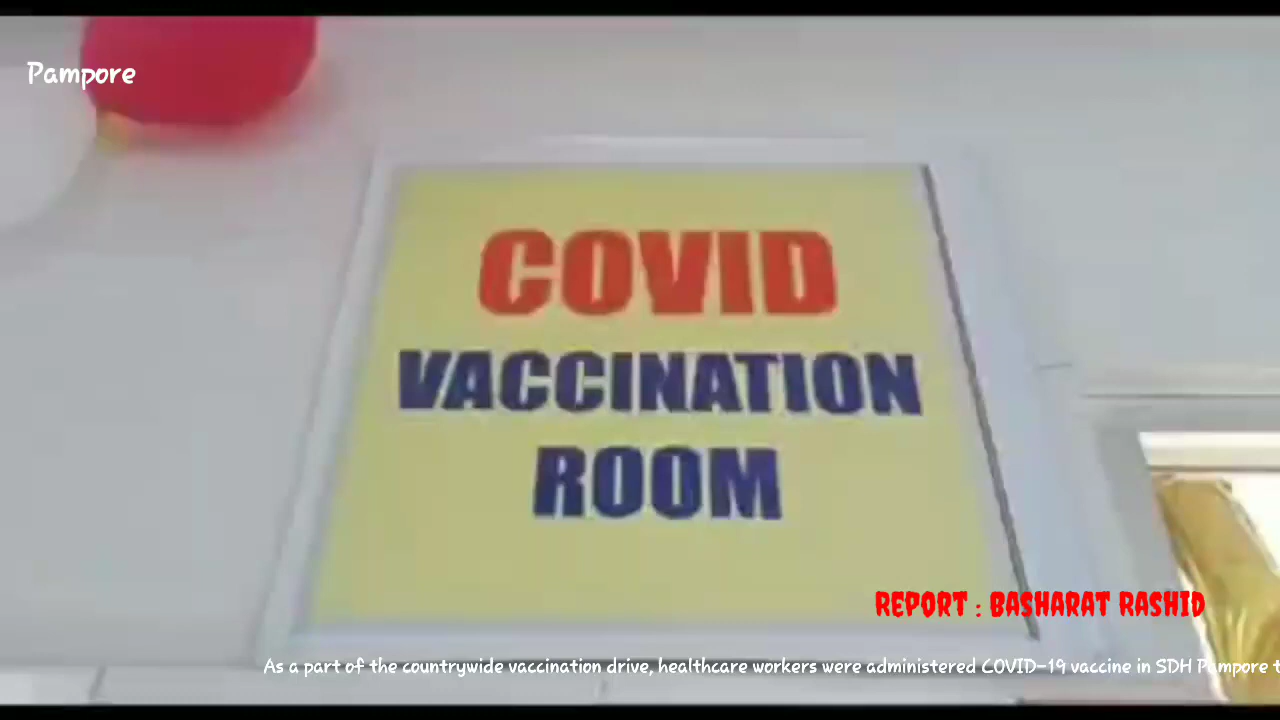 Pampore
COVID
VACCINATION
ROOM
REPORT : BASHARAT RASHID
As a part of the countrywide vaccination drive, healthcare workers were administered COVID-19 vaccine in SDH Pampore